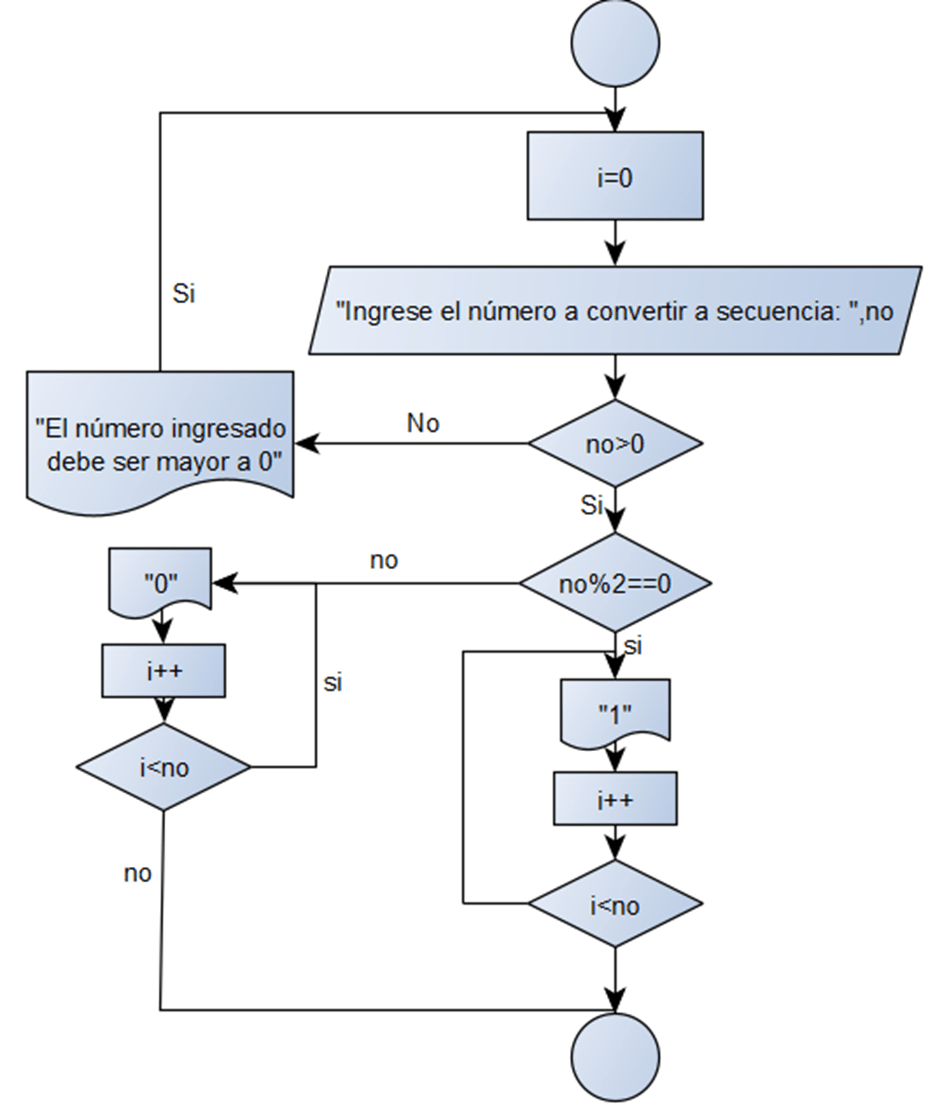 i=0
Si
"Ingrese el número a convertir a secuencia: ",no
"El número ingresado
debe ser mayor a 0"
No
no>0
Si
"0"
no
no%2==0
si
i++
si
"1"
i<no
i++
no
i<no